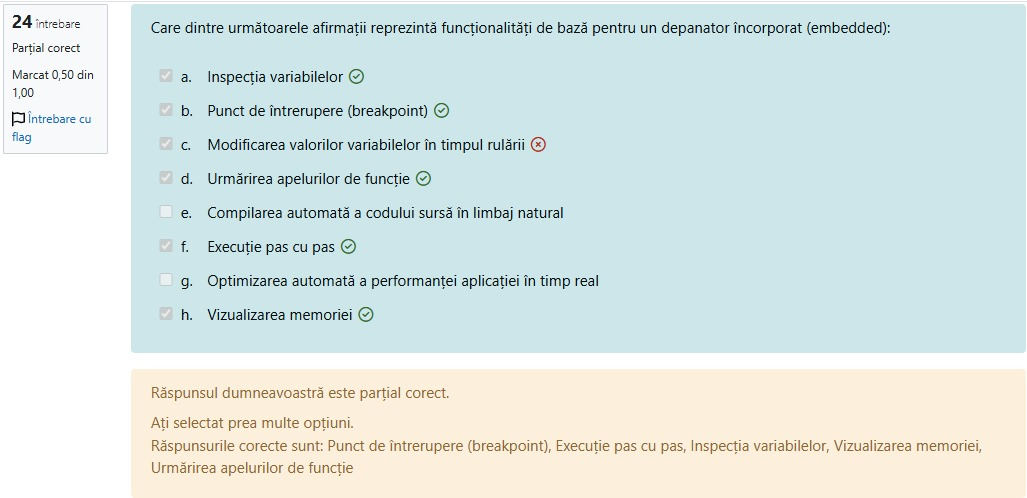 24 întrebare
Parțial corect
Marcat 0,50 din
1,00
Întrebare cu
flag
Care dintre următoarele afirmații reprezintă funcționalități de bază pentru un depanator încorporat (embedded):
a. Inspecția variabilelor
b. Punct de întrerupere (breakpoint)
c. Modificarea valorilor variabilelor în timpul rulării
d. Urmărirea apelurilor de funcție
e. Compilarea automată a codului sursă în limbaj natural
f. Execuție pas cu pas
g. Optimizarea automată a performanței aplicației în timp real
h. Vizualizarea memoriei
Răspunsul dumneavoastră este parțial corect.
Ați selectat prea multe opțiuni.
Răspunsurile corecte sunt: Punct de întrerupere (breakpoint), Execuție pas cu pas, Inspecția variabilelor, Vizualizarea memoriei,
Urmărirea apelurilor de funcție